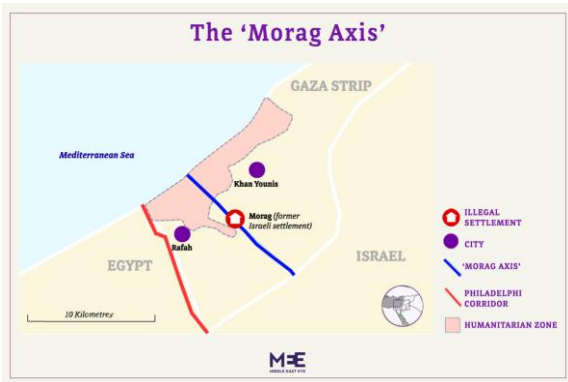 The ‘Morag Axis’
GAZA STRIP
Mediterranean Sea
Khan Younis
Morag (former
Israeli settlement)
Rafah
EGYPT
ISRAEL
10 Kilometres
ILLEGAL
SETTLEMENT
CITY
‘MORAG AXIS’
PHILADELPHI
CORRIDOR
HUMANITARIAN ZONE
MEE
MIDDLE EAST EYE